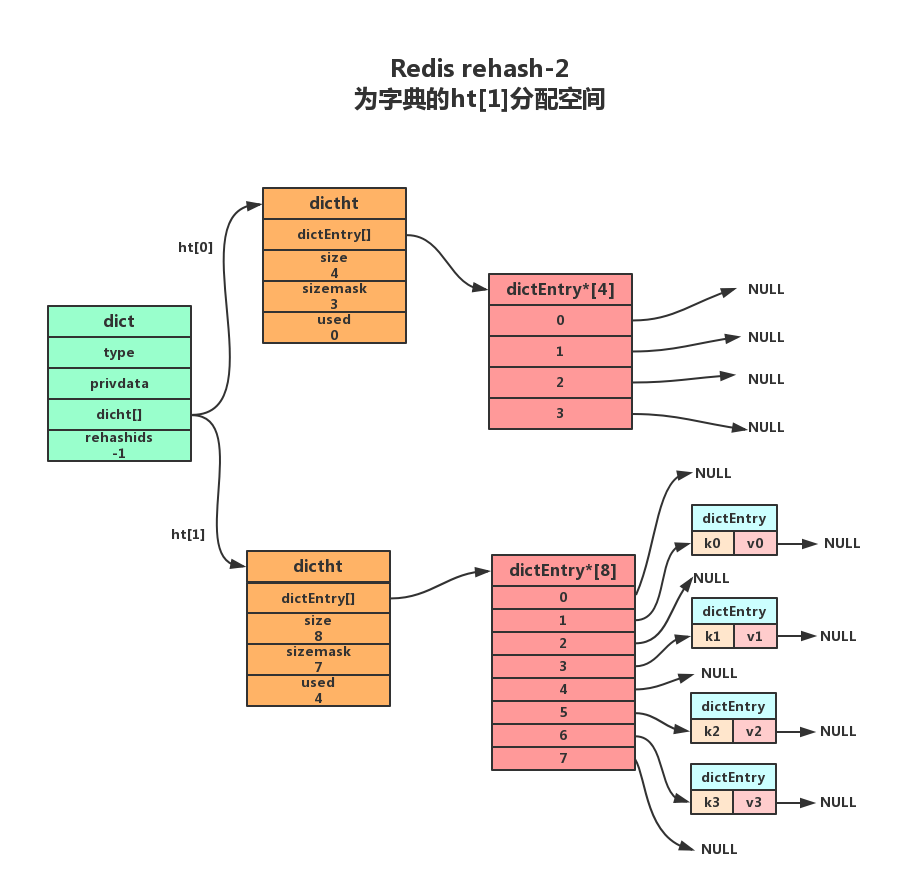 Redis rehash-2
为字典的ht[1]分配空间
dictht
dictEntry[]
size
4
sizemask
3
used
0
ht[0]
dictEntry*[4]
0
1
2
3
NULL
NULL
NULL
NULL
dict
type
privdata
dicht[]
rehashids
-1
ht[1]
dictht
dictEntry[]
size
8
sizemask
7
used
4
dictEntry*[8]
0
1
2
3
4
5
6
7
NULL
dictEntry
k0 v0 NULL
NULL
dictEntry
k1 v1 NULL
NULL
dictEntry
k2 v2 NULL
dictEntry
k3 v3 NULL
NULL